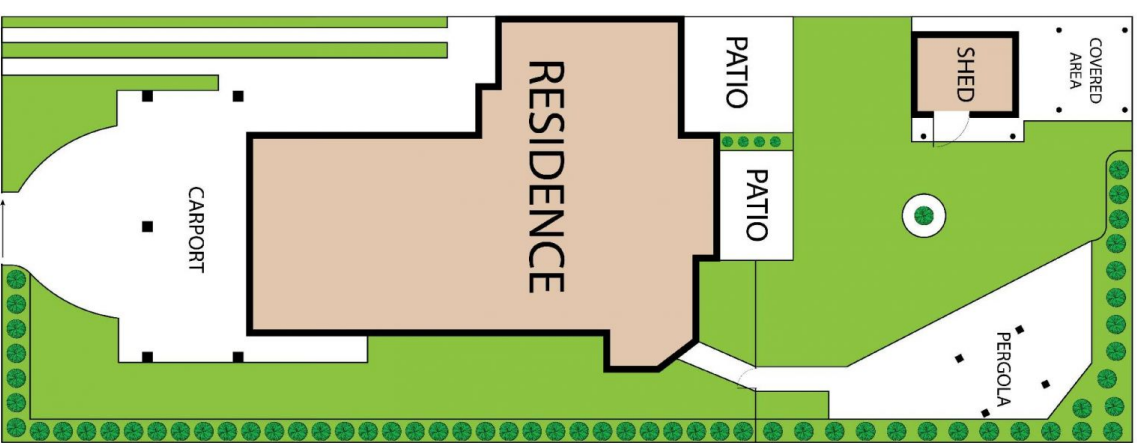 RESIDENCE
PATIO
PATIO
SHED
COVERED
AREA
CARPORT
PERGOLA